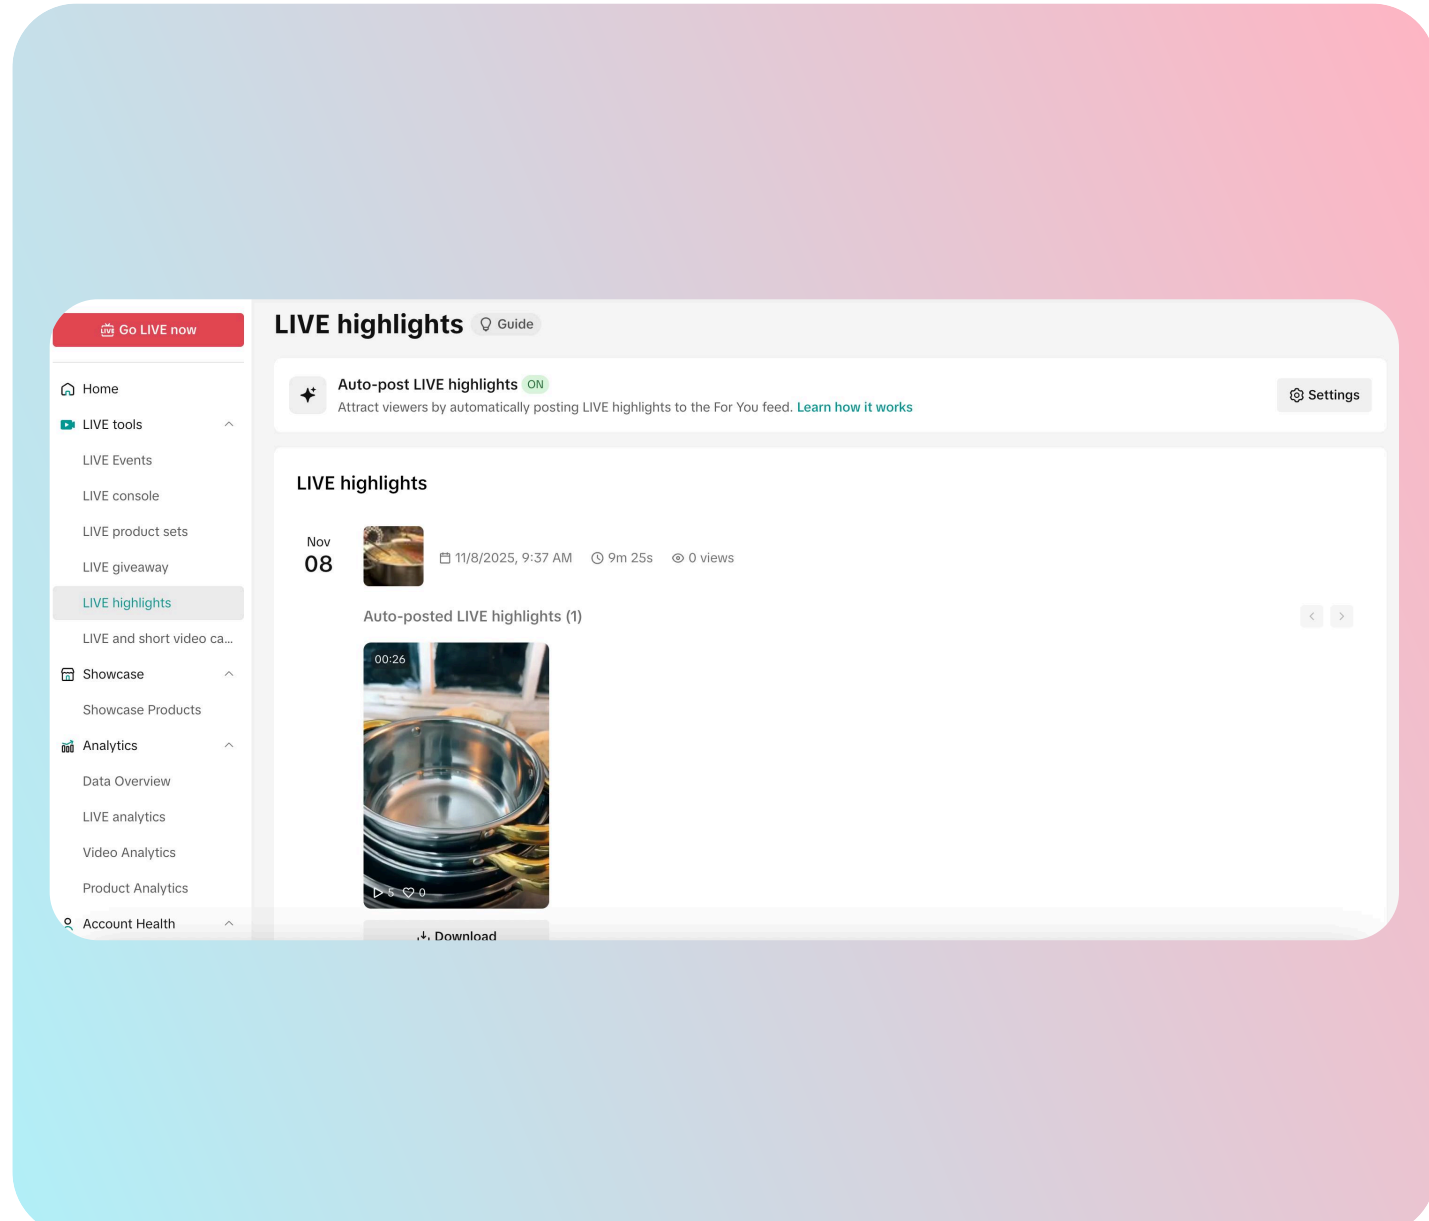 Go LIVE now
Home
LIVE tools
LIVE Events
LIVE console
LIVE product sets
LIVE giveaway
LIVE highlights
LIVE and short video ca...
Showcase
Showcase Products
Analytics
Data Overview
LIVE analytics
Video Analytics
Product Analytics
Account Health
LIVE highlights Guide
Auto-post LIVE highlights ON
Attract viewers by automatically posting LIVE highlights to the For You feed. Learn how it works
Settings
LIVE highlights
Nov
08
11/8/2025, 9:37 AM 9m 25s 0 views
Auto-posted LIVE highlights (1)
00:26
5 0
Download